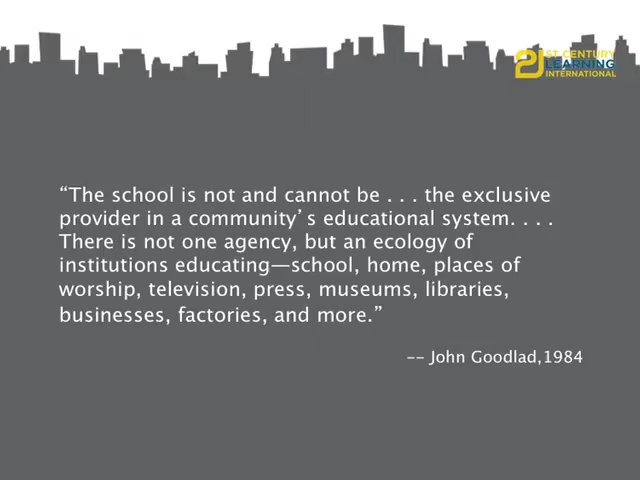 21
ST CENTURY
LEARNING
INTERNATIONAL
“The school is not and cannot be . . . the exclusive
provider in a community’s educational system. . . .
There is not one agency, but an ecology of
institutions educating—school, home, places of
worship, television, press, museums, libraries,
businesses, factories, and more.”
-- John Goodlad,1984